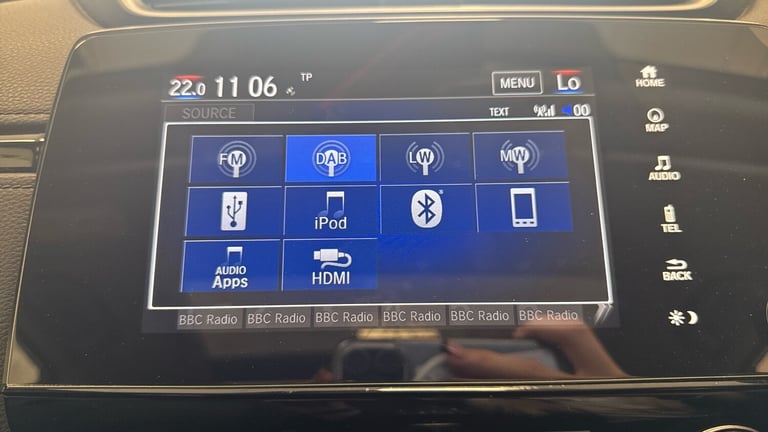 22.0 11 06 TP MENU Lo
SOURCE TEXT 00
FM DAB LW MW
iPod
AUDIO Apps HDMI
BBC Radio BBC Radio BBC Radio BBC Radio BBC Radio BBC Radio
HOME
MAP
AUDIO
TEL
BACK